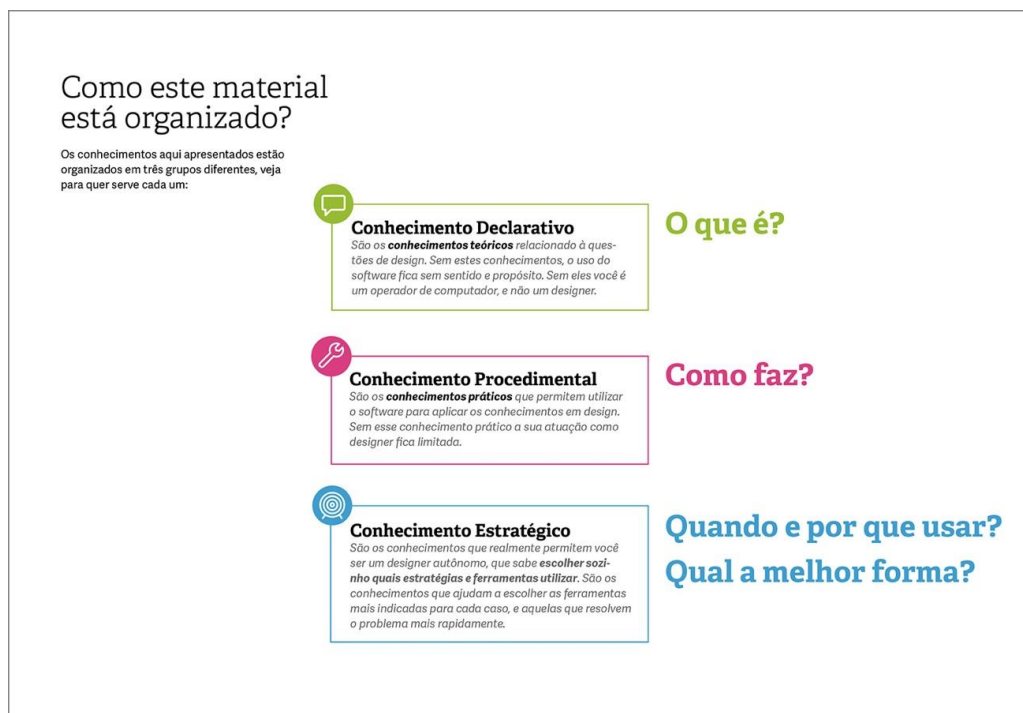 Como este material
está organizado?
Os conhecimentos aqui apresentados estão
organizados em três grupos diferentes, veja
para quer serve cada um:
Conhecimento Declarativo
São os conhecimentos teóricos relacionado à ques-
tões de design. Sem estes conhecimentos, o uso do
software fica sem sentido e propósito. Sem eles você é
um operador de computador, e não um designer.
O que é?
Conhecimento Procedimental
São os conhecimentos práticos que permitem utilizar
o software para aplicar os conhecimentos em design.
Sem esse conhecimento prático a sua atuação como
designer fica limitada.
Como faz?
Conhecimento Estratégico
São os conhecimentos que realmente permitem você
ser um designer autônomo, que sabe escolher sozi-
nho quais estratégias e ferramentas utilizar. São os
conhecimentos que ajudam a escolher as ferramentas
mais indicadas para cada caso, e aquelas que resolvem
o problema mais rapidamente.
Quando e por que usar?
Qual a melhor forma?